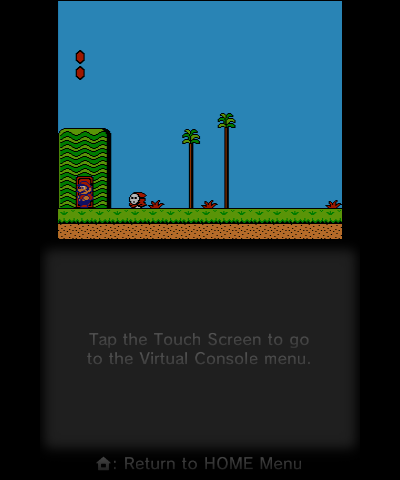 Tap the Touch Screen to go
to the Virtual Console menu.
: Return to HOME Menu